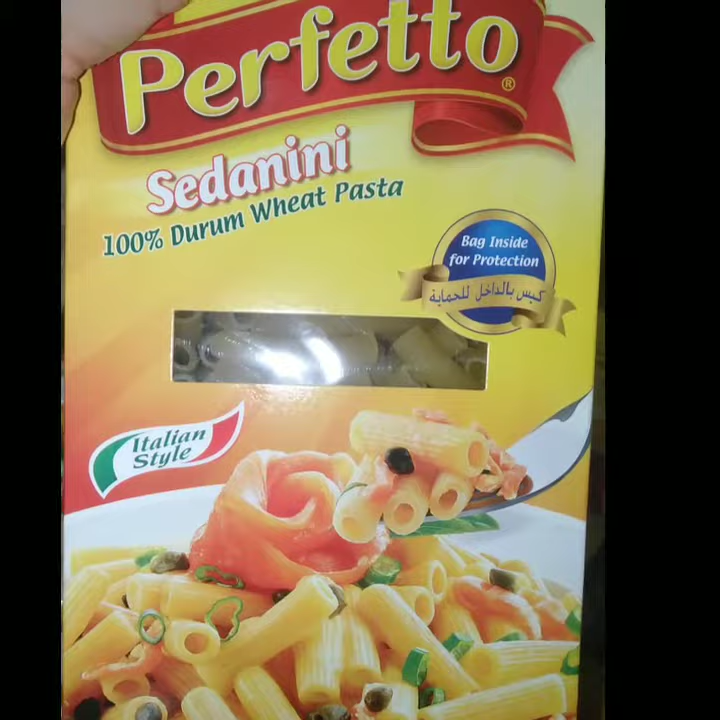 Perfetto®
Sedanini
100% Durum Wheat Pasta
Bag Inside
for Protection
كيس بالداخل للحماية
Italian
Style